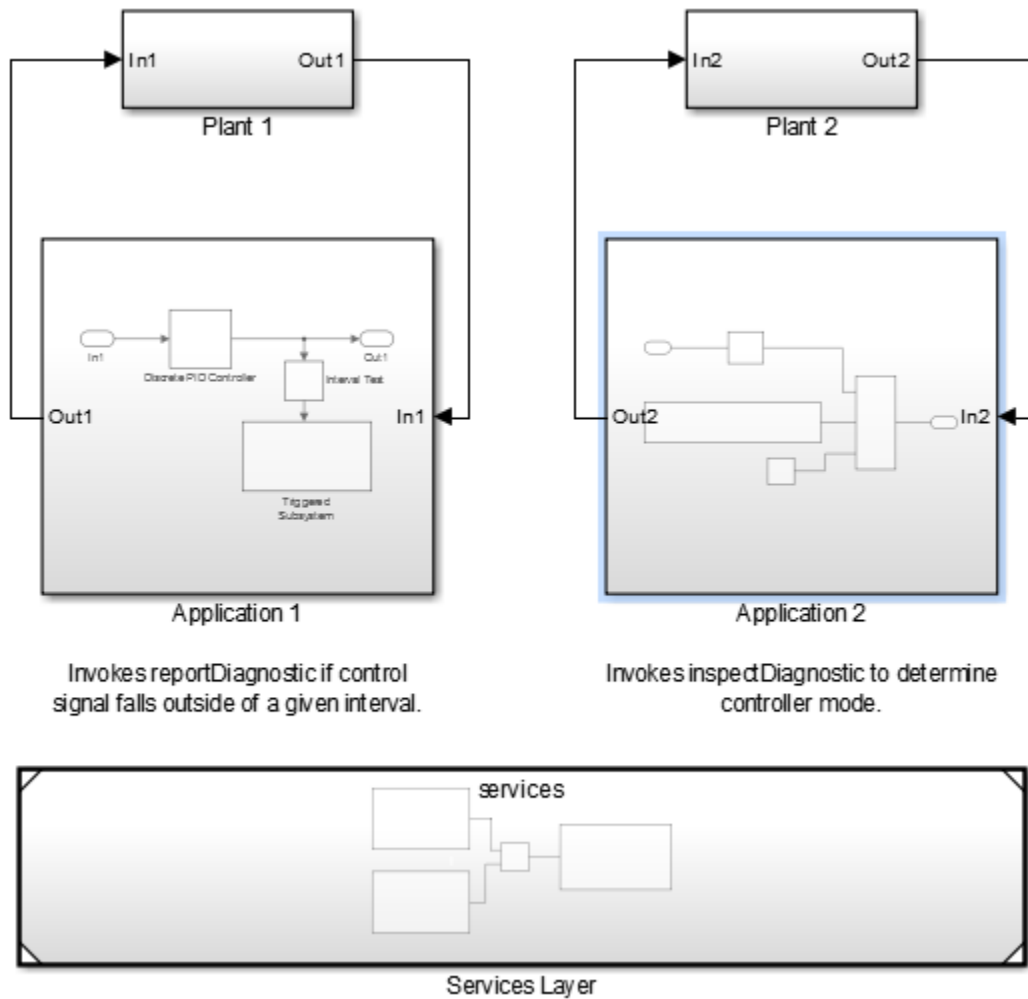 In1
Out1
Plant 1
In2
Out2
Plant 2
In1
Discrete PID Controller
Out1
Interval Test
Triggered
Subsystem
Out1
In1
Application 1
Out2
In2
Application 2
Invokes reportDiagnostic if control
signal falls outside of a given interval.
Invokes inspectDiagnostic to determine
controller mode.
services
Services Layer